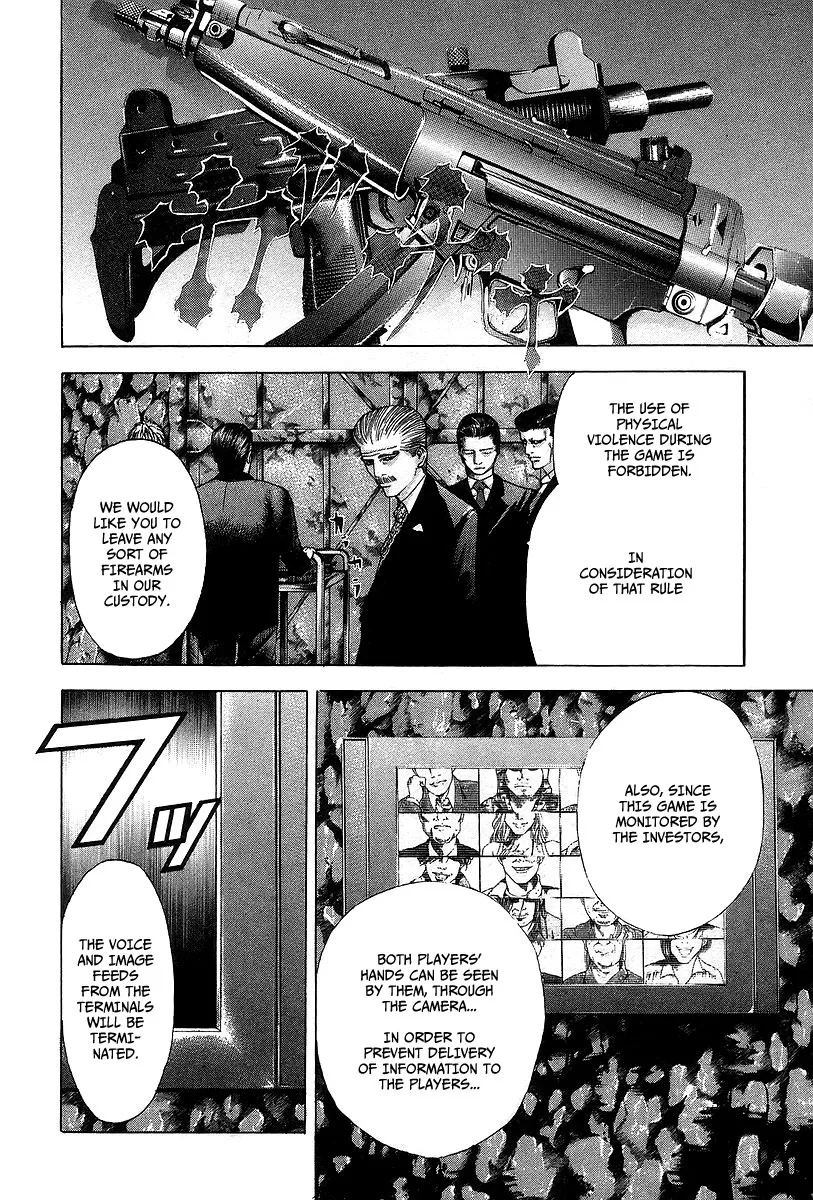 THE USE OF
PHYSICAL
VIOLENCE DURING
THE GAME IS
FORBIDDEN.
IN
CONSIDERATION
OF THAT RULE
WE WOULD
LIKE YOU TO
LEAVE ANY
SORT OF
FIREARMS
IN OUR
CUSTODY.
ALSO, SINCE
THIS GAME IS
MONITORED BY
THE INVESTORS,
BOTH PLAYERS'
HANDS CAN BE SEEN
BY THEM, THROUGH
THE CAMERA...
IN ORDER TO
PREVENT DELIVERY
OF INFORMATION TO
THE PLAYERS...
フッ
THE VOICE
AND IMAGE
FEEDS
FROM THE
TERMINALS
WILL BE
TERMI-
NATED.